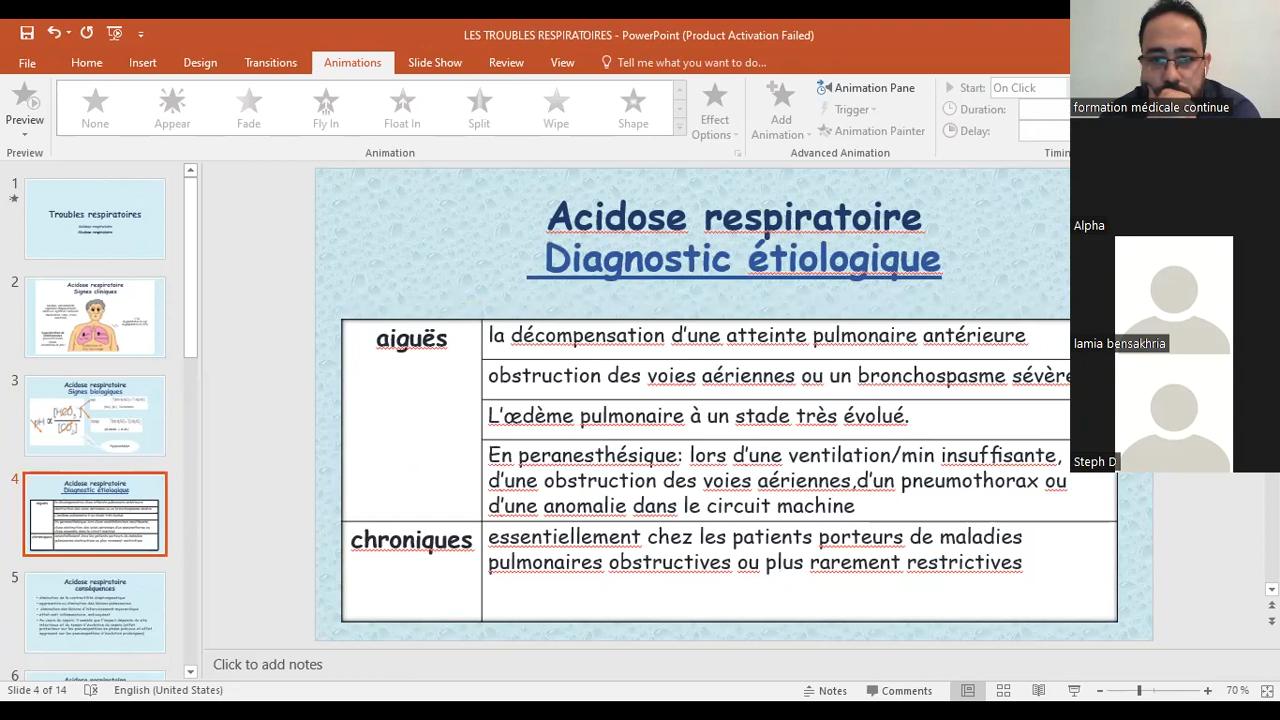 LES TROUBLES RESPIRATOIRES - PowerPoint (Product Activation Failed)
File Home Insert Design Transitions Animations Slide Show Review View Tell me what you want to do...
Preview
None Appear Fade Fly In Float In Split Wipe Shape
Effect Options
Add Animation
Animation Pane
Trigger
Animation Painter
Start: On Click
Duration:
Delay:
Preview
Animation
Advanced Animation
Timin
formation médicale continue
Alpha
lamia bensakhria
Steph D
1
Troubles respiratoires
2
Acidose respiratoire
Signes cliniques
3
Acidose respiratoire
Signes biologiques
4
Acidose respiratoire
Diagnostic étiologique
5
Acidose respiratoire
conséquences
6
Acidose respiratoire
Diagnostic étiologique
aiguës
la décompensation d'une atteinte pulmonaire antérieure
obstruction des voies aériennes ou un bronchospasme sévère
L'œdème pulmonaire à un stade très évolué.
En peranesthésique: lors d'une ventilation/min insuffisante,
d'une obstruction des voies aériennes,d'un pneumothorax ou
d'une anomalie dans le circuit machine
chroniques
essentiellement chez les patients porteurs de maladies
pulmonaires obstructives ou plus rarement restrictives
Click to add notes
Slide 4 of 14 English (United States) Notes Comments 70 %